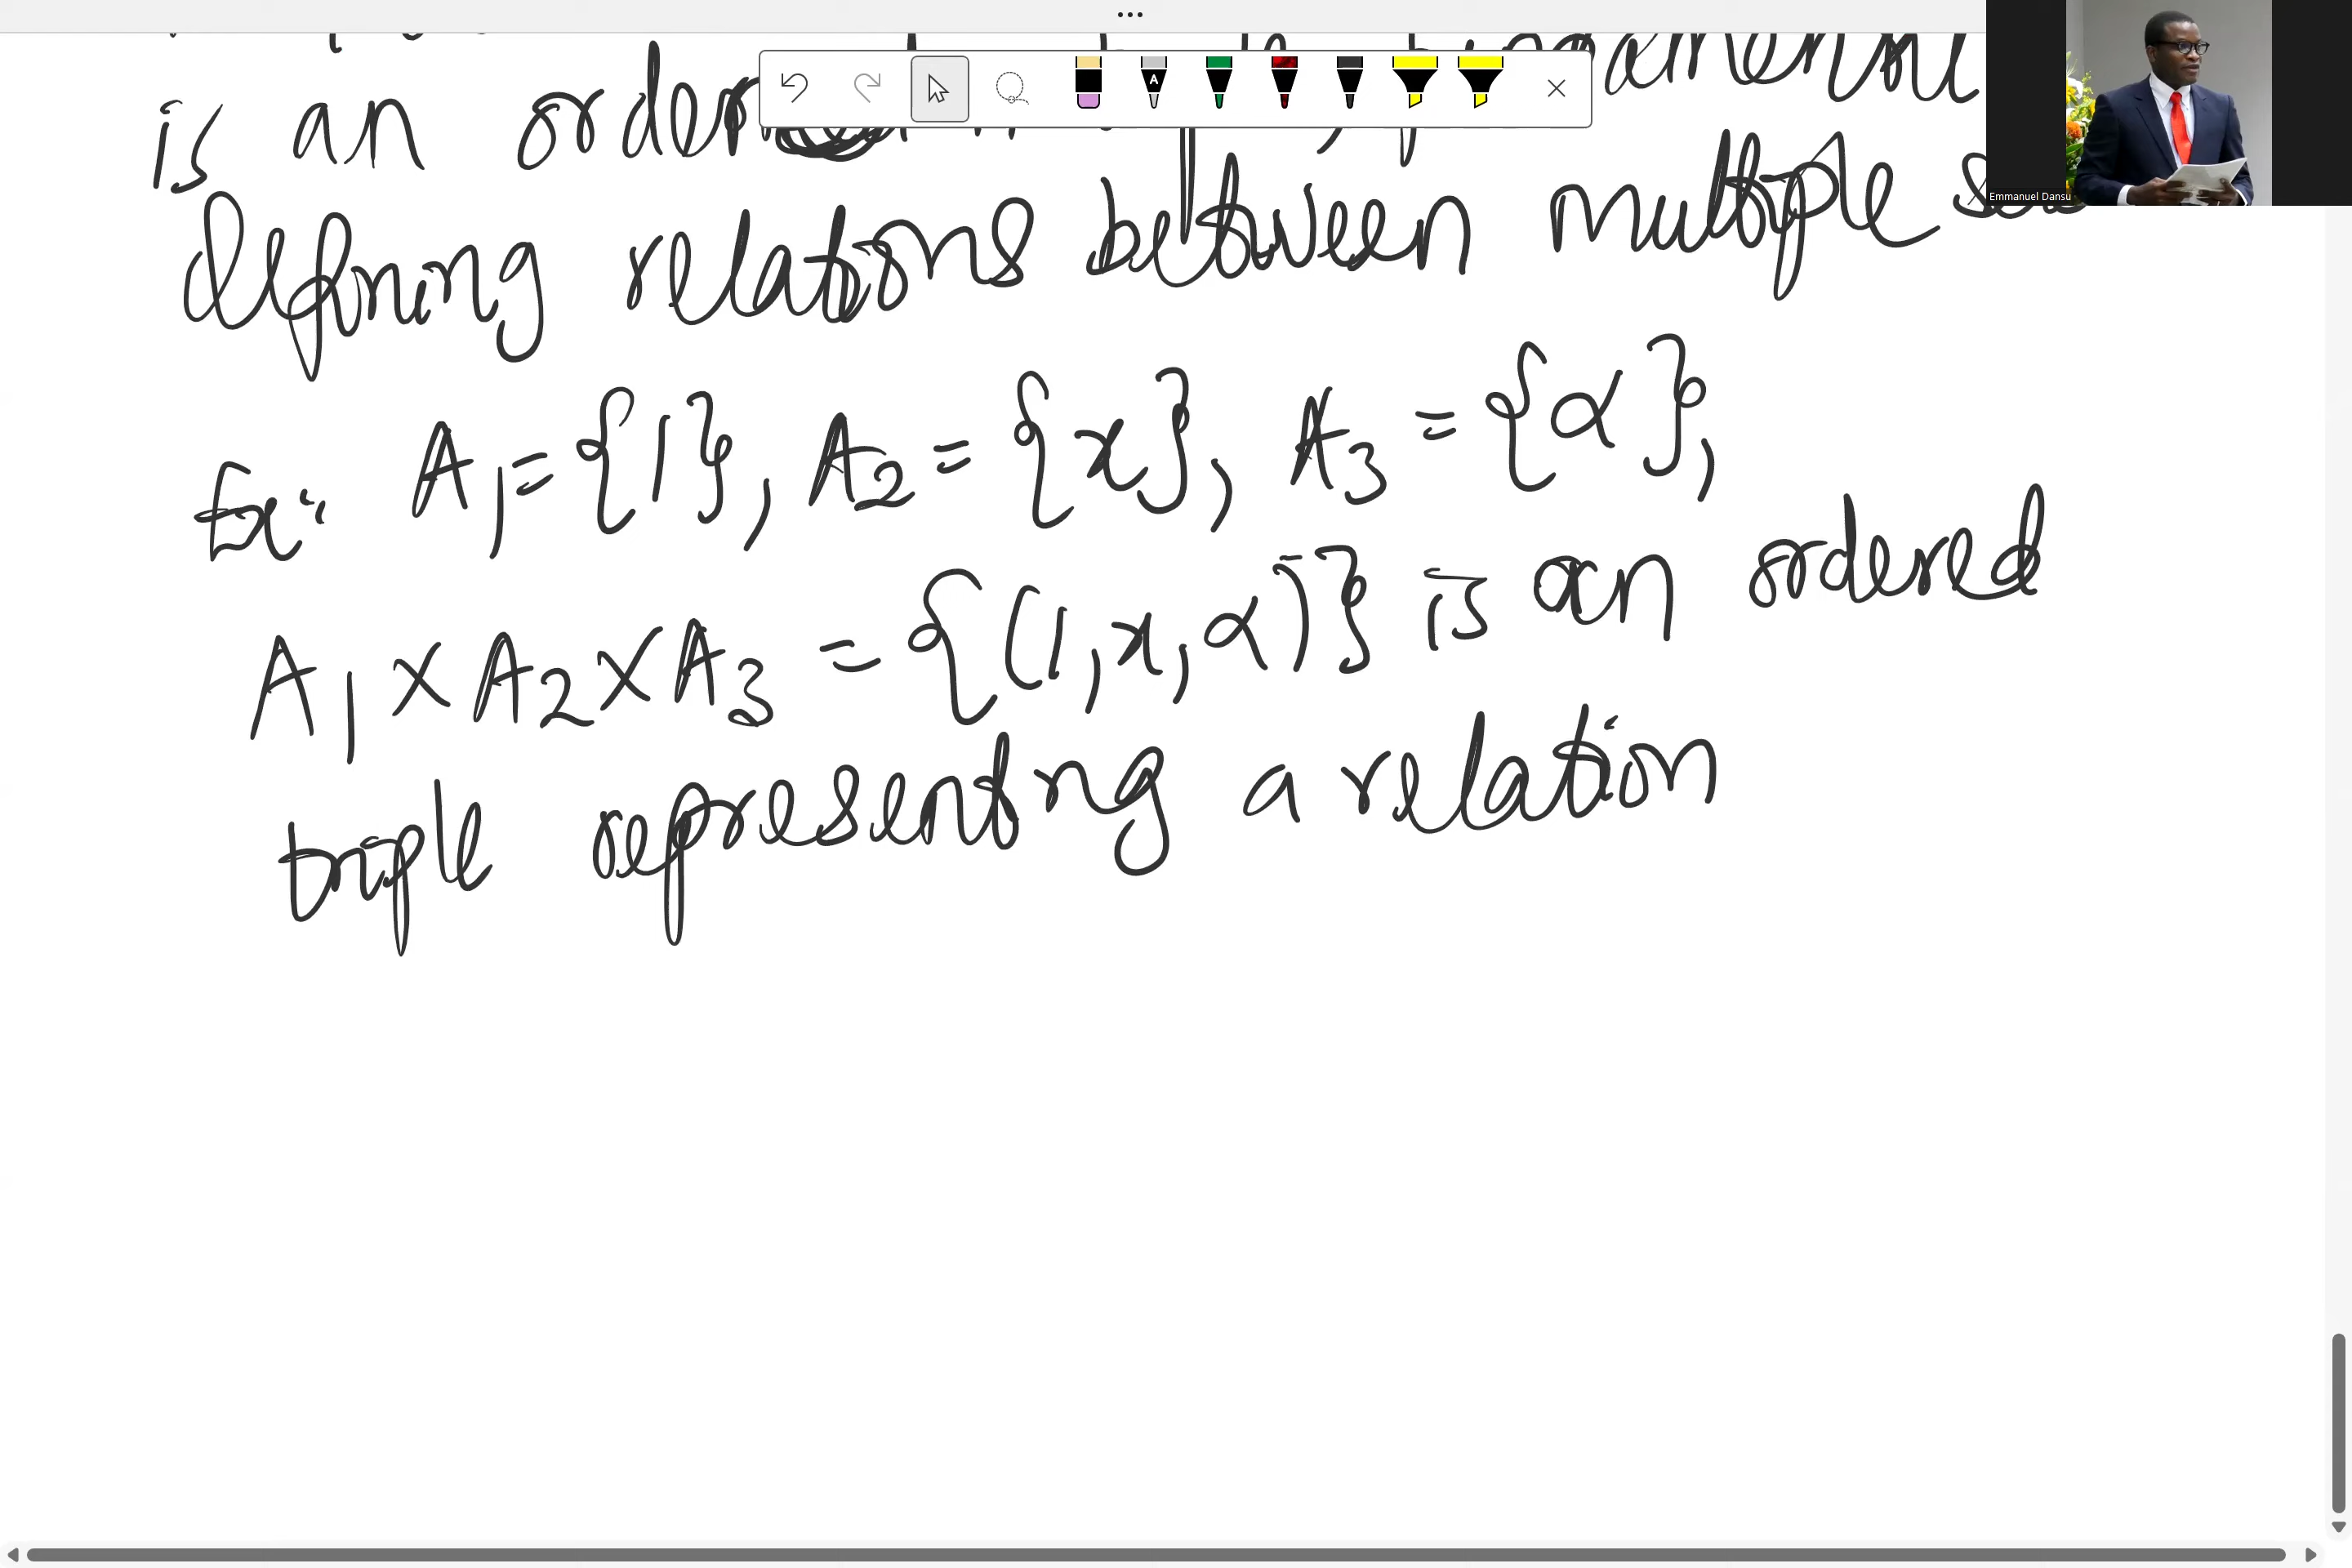 is an
defining relations between multiple
Ex: A₁ = {1}, A₂ = {x}, A₃ = {α},
A₁ × A₂ × A₃ = {(1, x, α)} is an ordered
triple representing a relation
Emmanuel Dansu